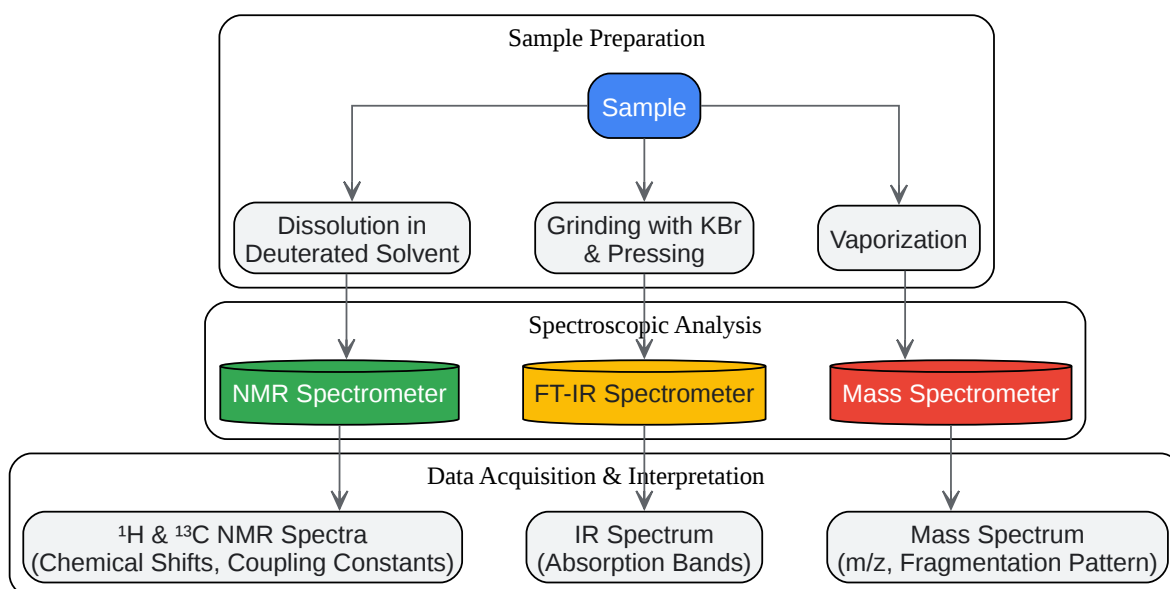 Sample Preparation
Sample
Dissolution in
Deuterated Solvent
Grinding with KBr
& Pressing
Vaporization
Spectroscopic Analysis
NMR Spectrometer
FT-IR Spectrometer
Mass Spectrometer
Data Acquisition & Interpretation
¹H & ¹³C NMR Spectra
(Chemical Shifts, Coupling Constants)
IR Spectrum
(Absorption Bands)
Mass Spectrum
(m/z, Fragmentation Pattern)